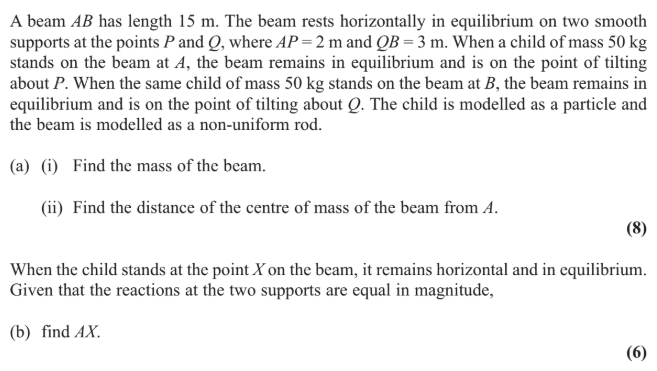 A beam AB has length 15 m. The beam rests horizontally in equilibrium on two smooth
supports at the points P and Q, where AP = 2 m and QB = 3 m. When a child of mass 50 kg
stands on the beam at A, the beam remains in equilibrium and is on the point of tilting
about P. When the same child of mass 50 kg stands on the beam at B, the beam remains in
equilibrium and is on the point of tilting about Q. The child is modelled as a particle and
the beam is modelled as a non-uniform rod.
(a) (i) Find the mass of the beam.
(ii) Find the distance of the centre of mass of the beam from A.
(8)
When the child stands at the point X on the beam, it remains horizontal and in equilibrium.
Given that the reactions at the two supports are equal in magnitude,
(b) find AX.
(6)